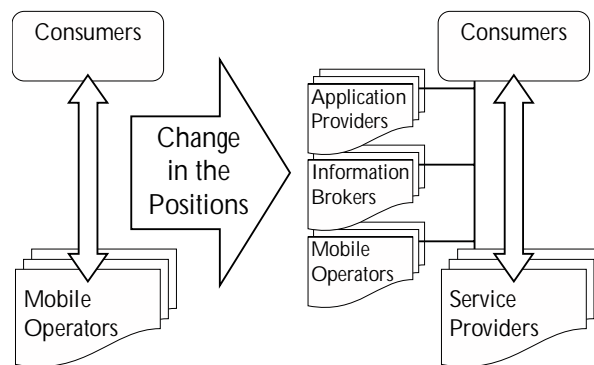 Consumers
Mobile
Operators
Change
in the
Positions
Application
Providers
Information
Brokers
Mobile
Operators
Consumers
Service
Providers